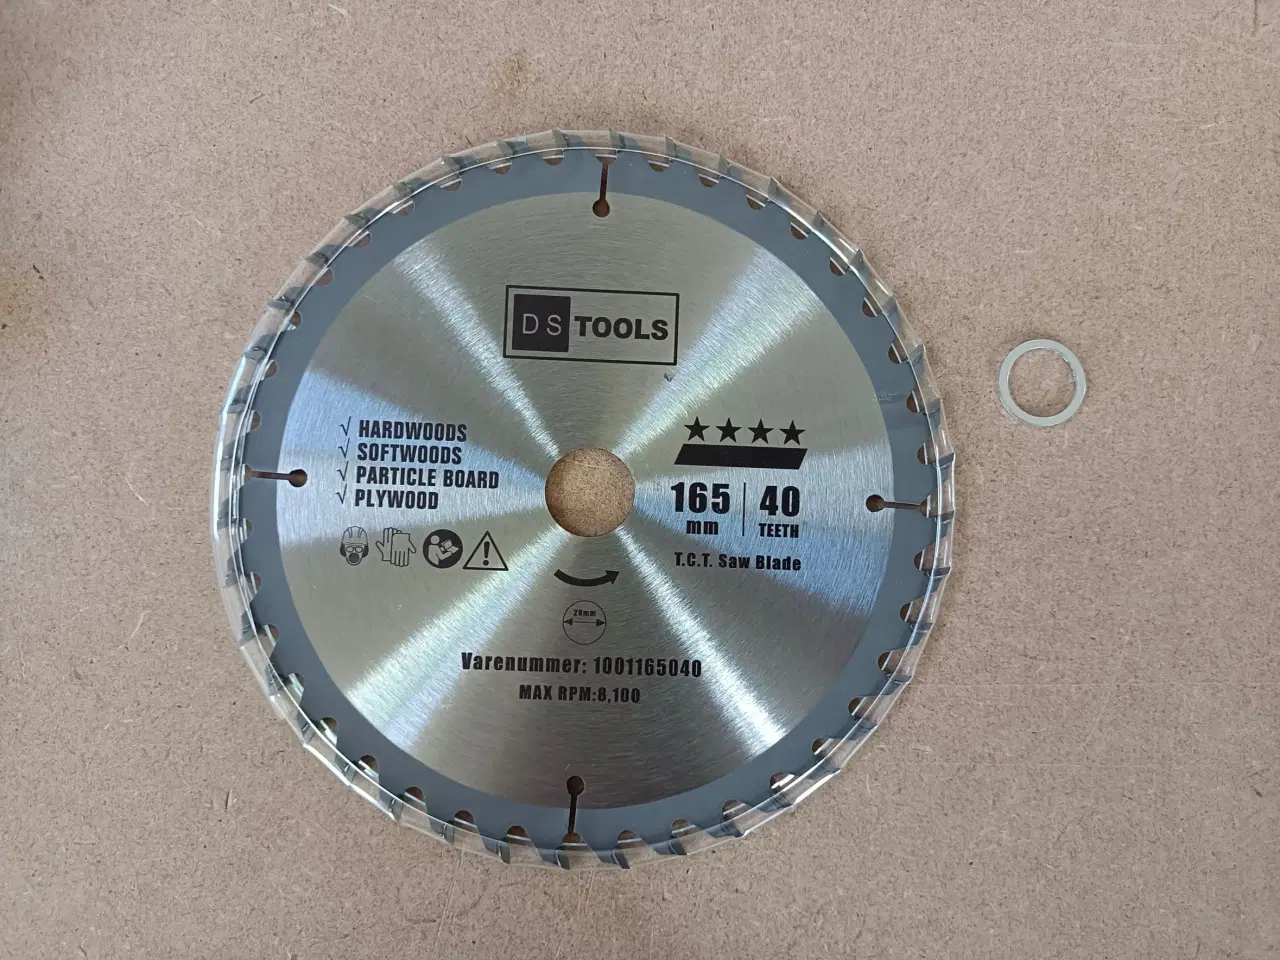 DS TOOLS
√ HARDWOODS
√ SOFTWOODS
√ PARTICLE BOARD
√ PLYWOOD
165 mm | 40 TEETH
T.C.T. Saw Blade
20mm
Varenummer: 1001165040
MAX RPM:8,100